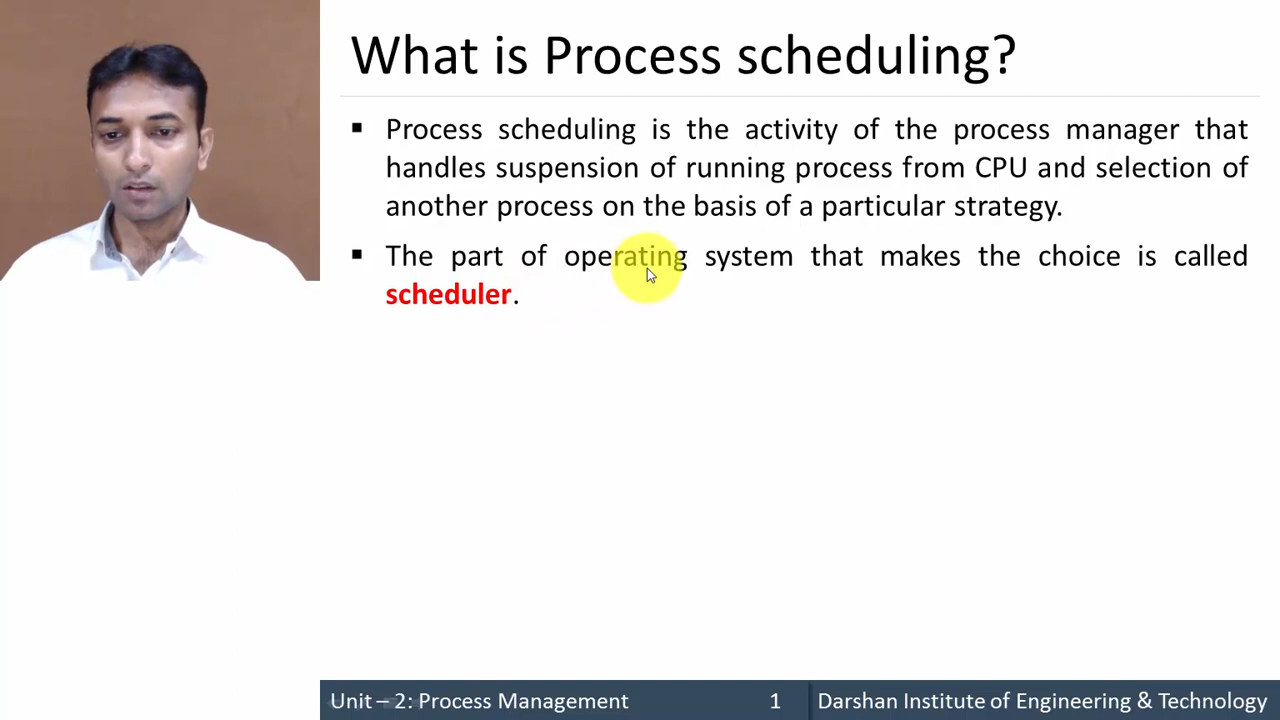 What is Process scheduling?
▪ Process scheduling is the activity of the process manager that
handles suspension of running process from CPU and selection of
another process on the basis of a particular strategy.
▪ The part of operating system that makes the choice is called
scheduler.
Unit – 2: Process Management 1 Darshan Institute of Engineering & Technology